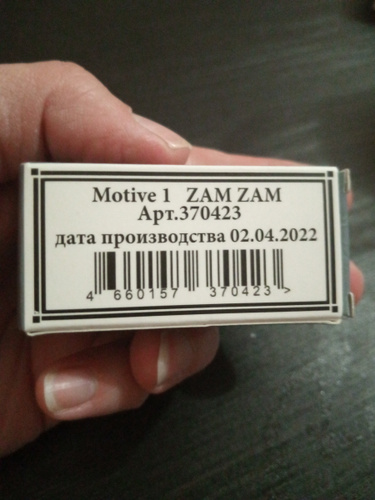 Motive 1 ZAM ZAM
Арт.370423
дата производства 02.04.2022
4 660157 370423 >